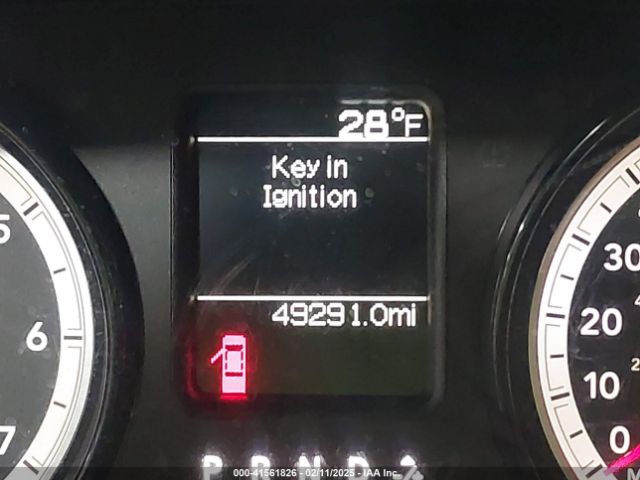 28°F
Key in
Ignition
49291.0mi
5
6
7
30
20
10
0
P R N D
000-41561826 - 02/11/2025 - IAA Inc.